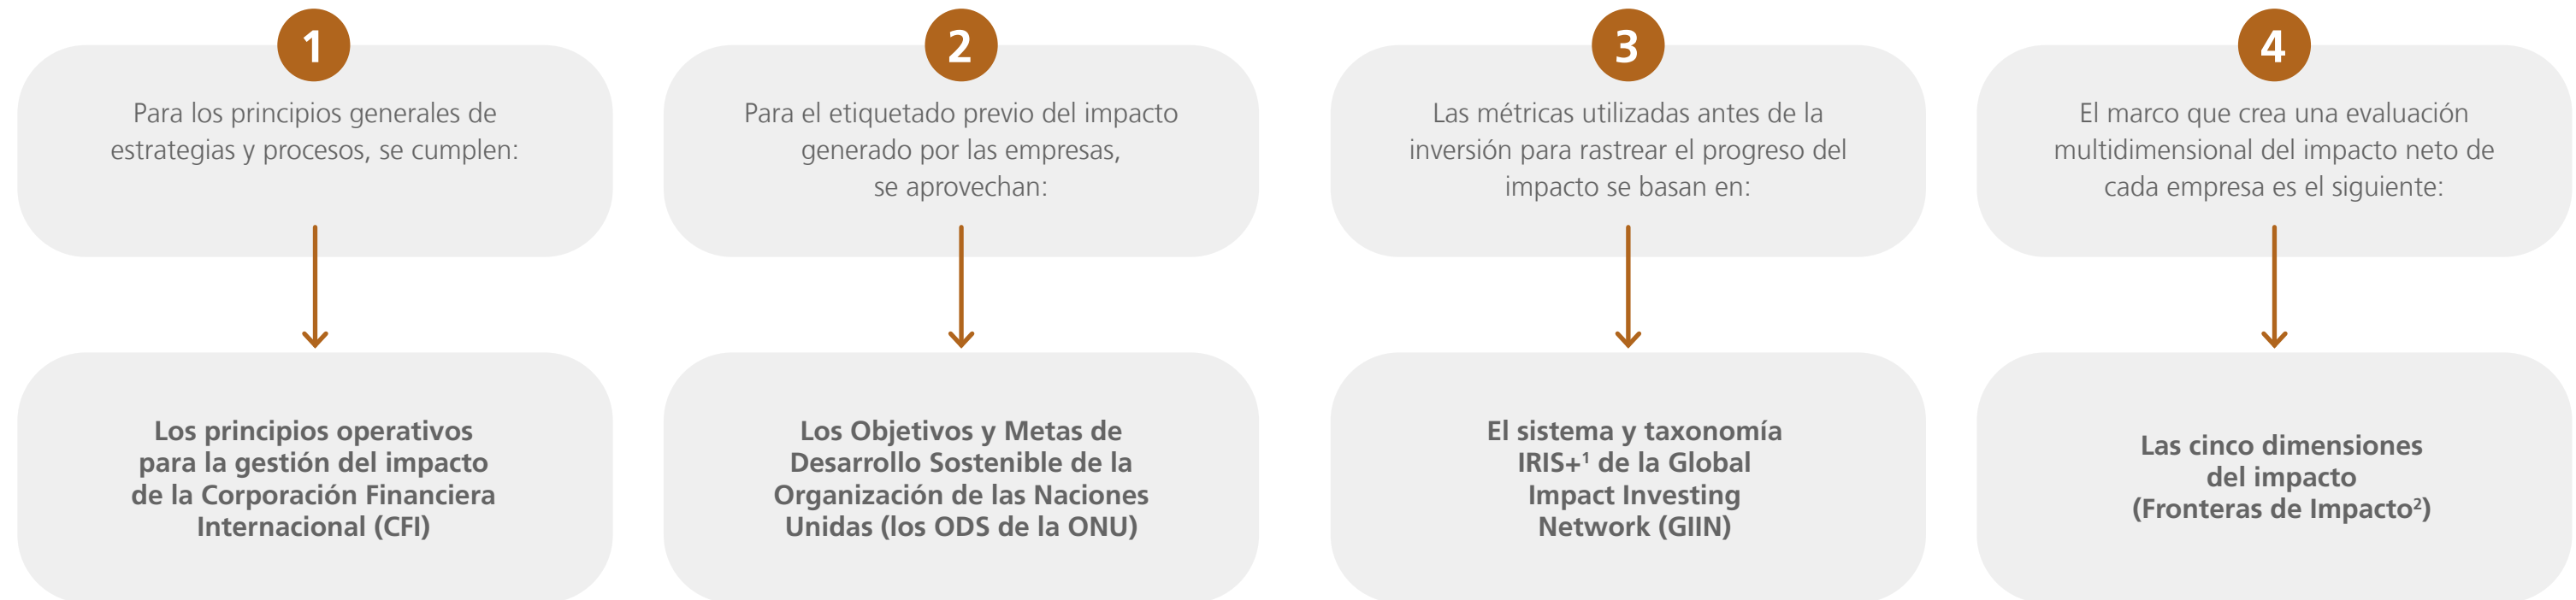 1
Para los principios generales de
estrategias y procesos, se cumplen:
Los principios operativos
para la gestión del impacto
de la Corporación Financiera
Internacional (CFI)
2
Para el etiquetado previo del impacto
generado por las empresas,
se aprovechan:
Los Objetivos y Metas de
Desarrollo Sostenible de la
Organización de las Naciones
Unidas (los ODS de la ONU)
3
Las métricas utilizadas antes de la
inversión para rastrear el progreso del
impacto se basan en:
El sistema y taxonomía
IRIS+¹ de la Global
Impact Investing
Network (GIIN)
4
El marco que crea una evaluación
multidimensional del impacto neto de
cada empresa es el siguiente:
Las cinco dimensiones
del impacto
(Fronteras de Impacto²)